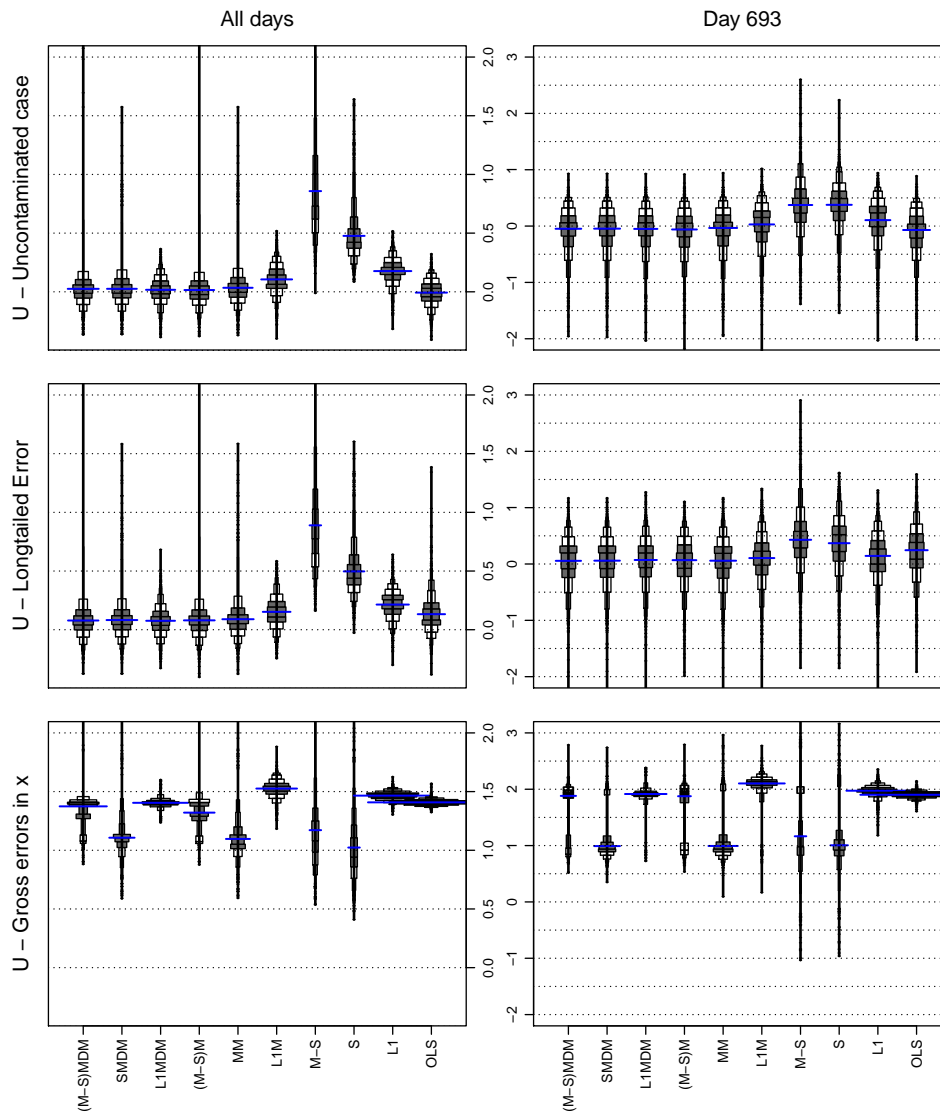 All days
Day 693
U − Uncontaminated case
2.0
1.5
1.0
0.5
0.0
3
2
1
0
−1
−2
U − Longtailed Error
2.0
1.5
1.0
0.5
0.0
3
2
1
0
−1
−2
U − Gross errors in x
2.0
1.5
1.0
0.5
0.0
3
2
1
0
−1
−2
(M−S)MDM
SMDM
L1MDM
(M−S)M
MM
L1M
M−S
S
L1
OLS
(M−S)MDM
SMDM
L1MDM
(M−S)M
MM
L1M
M−S
S
L1
OLS